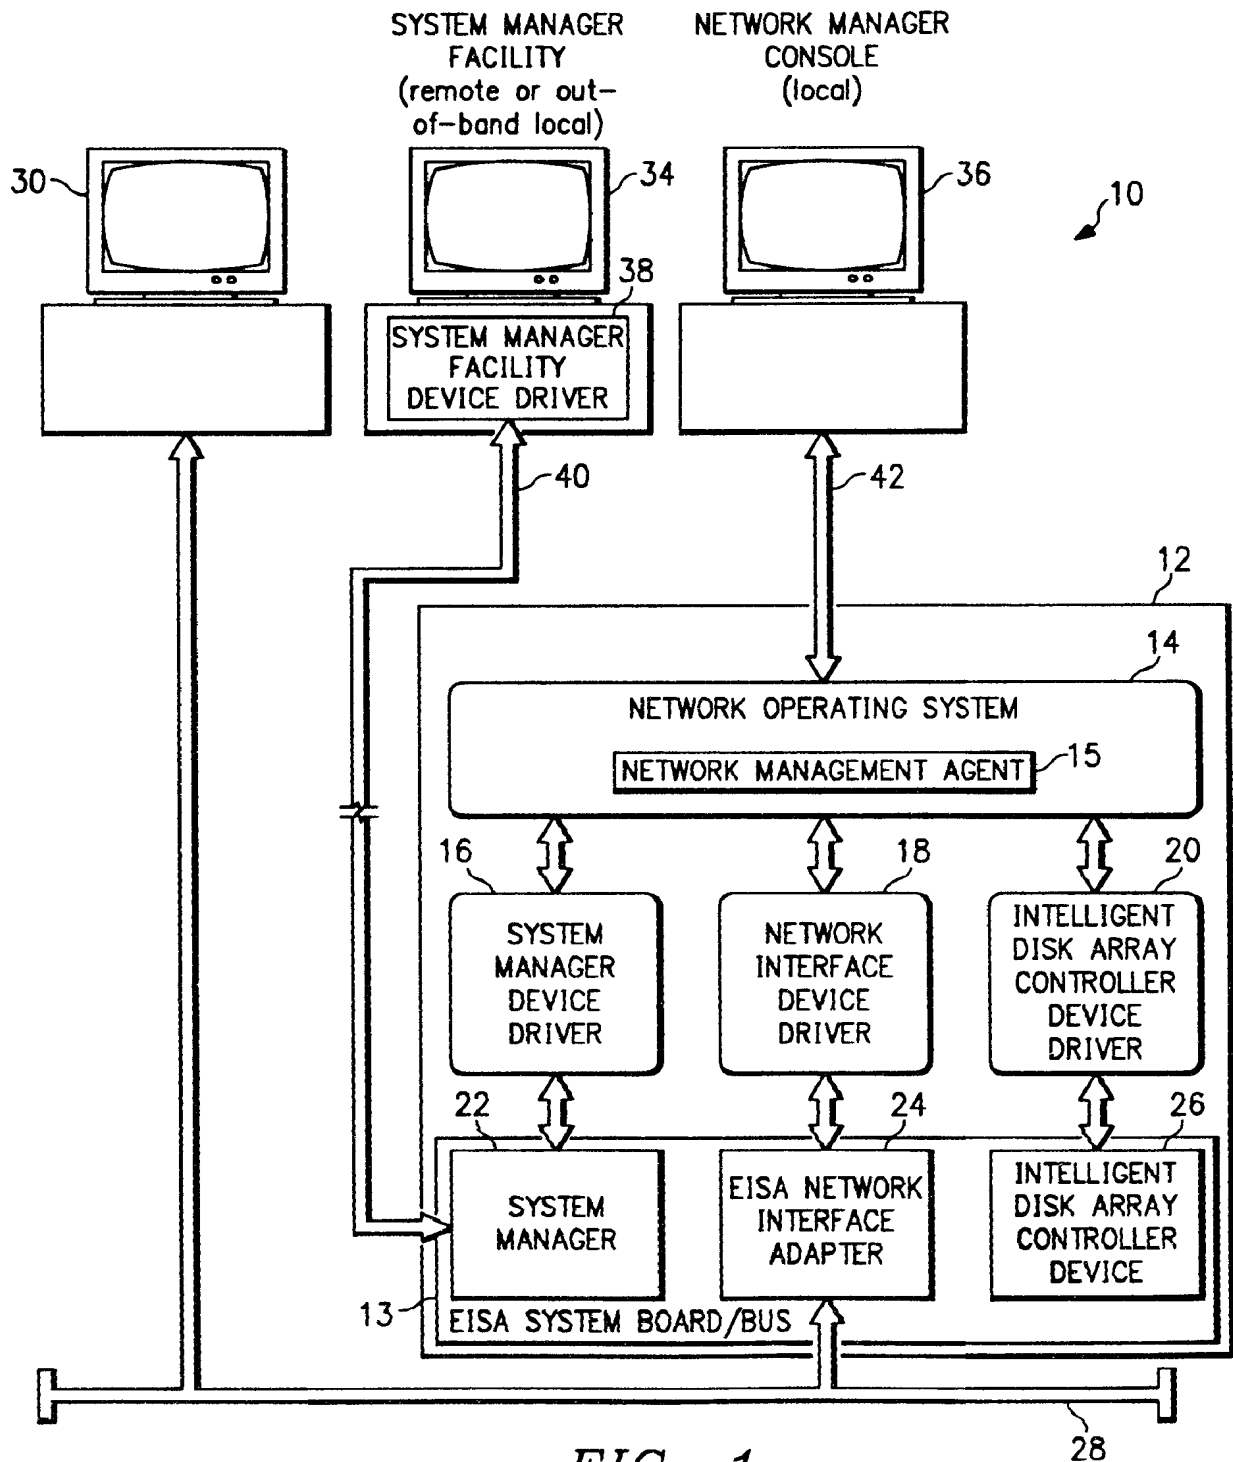 SYSTEM MANAGER
FACILITY
(remote or out-
of-band local)
NETWORK MANAGER
CONSOLE
(local)
30
34
36
10
38
SYSTEM MANAGER
FACILITY
DEVICE DRIVER
40
42
12
14
NETWORK OPERATING SYSTEM
NETWORK MANAGEMENT AGENT
15
16
18
20
SYSTEM
MANAGER
DEVICE
DRIVER
NETWORK
INTERFACE
DEVICE
DRIVER
INTELLIGENT
DISK ARRAY
CONTROLLER
DEVICE
DRIVER
22
24
26
SYSTEM
MANAGER
EISA NETWORK
INTERFACE
ADAPTER
INTELLIGENT
DISK ARRAY
CONTROLLER
DEVICE
13
EISA SYSTEM BOARD/BUS
28
FIG. 1